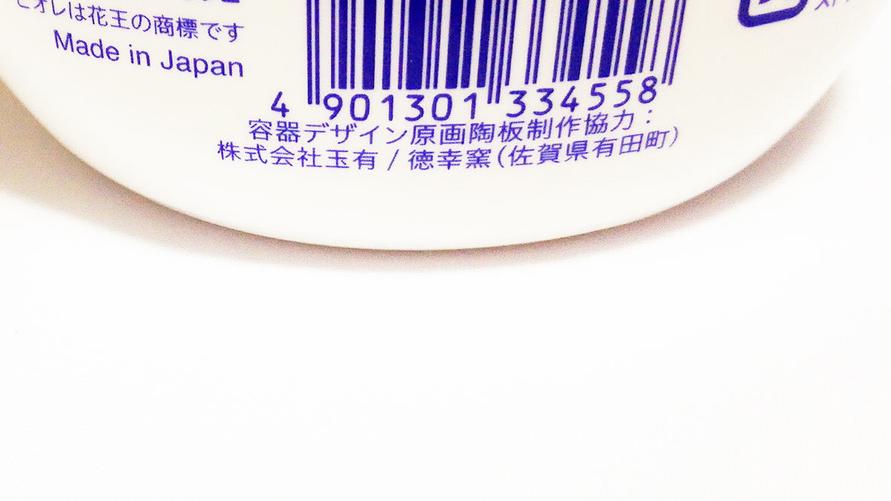 ビオレは花王の商標です
Made in Japan
4 901301 334558
容器デザイン原画陶板制作協力：
株式会社玉有 / 徳幸窯(佐賀県有田町)